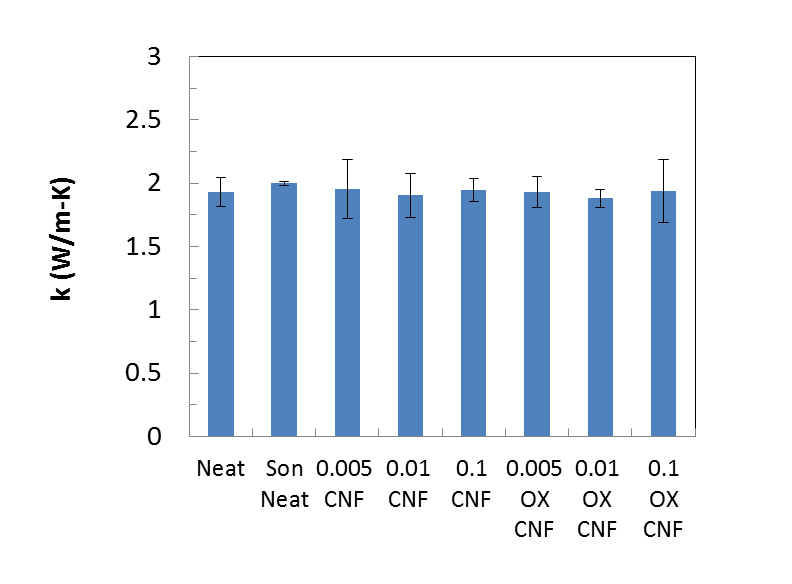 3
2.5
2
1.5
1
0.5
0
k (W/m-K)
Neat
Son
Neat
0.005
CNF
0.01
CNF
0.1
CNF
0.005
OX
CNF
0.01
OX
CNF
0.1
OX
CNF